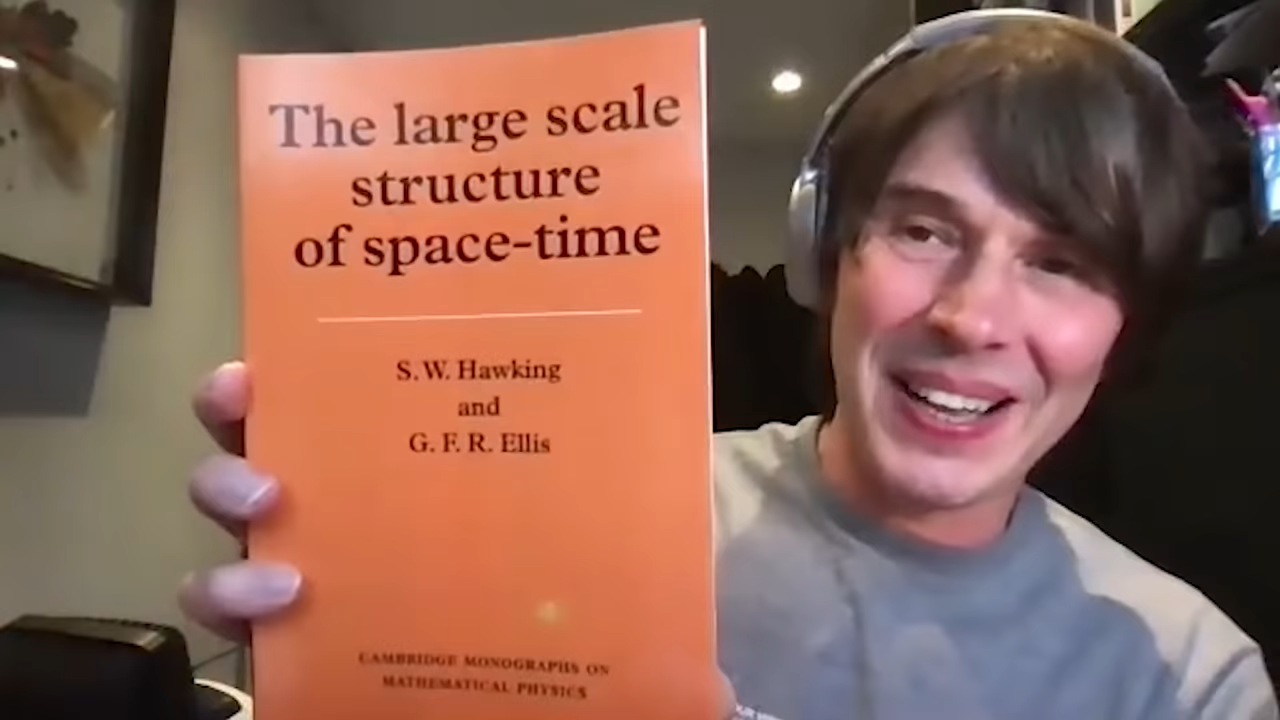 The large scale
structure
of space-time
S. W. Hawking
and
G. F. R. Ellis
CAMBRIDGE MONOGRAPHS ON
MATHEMATICAL PHYSICS